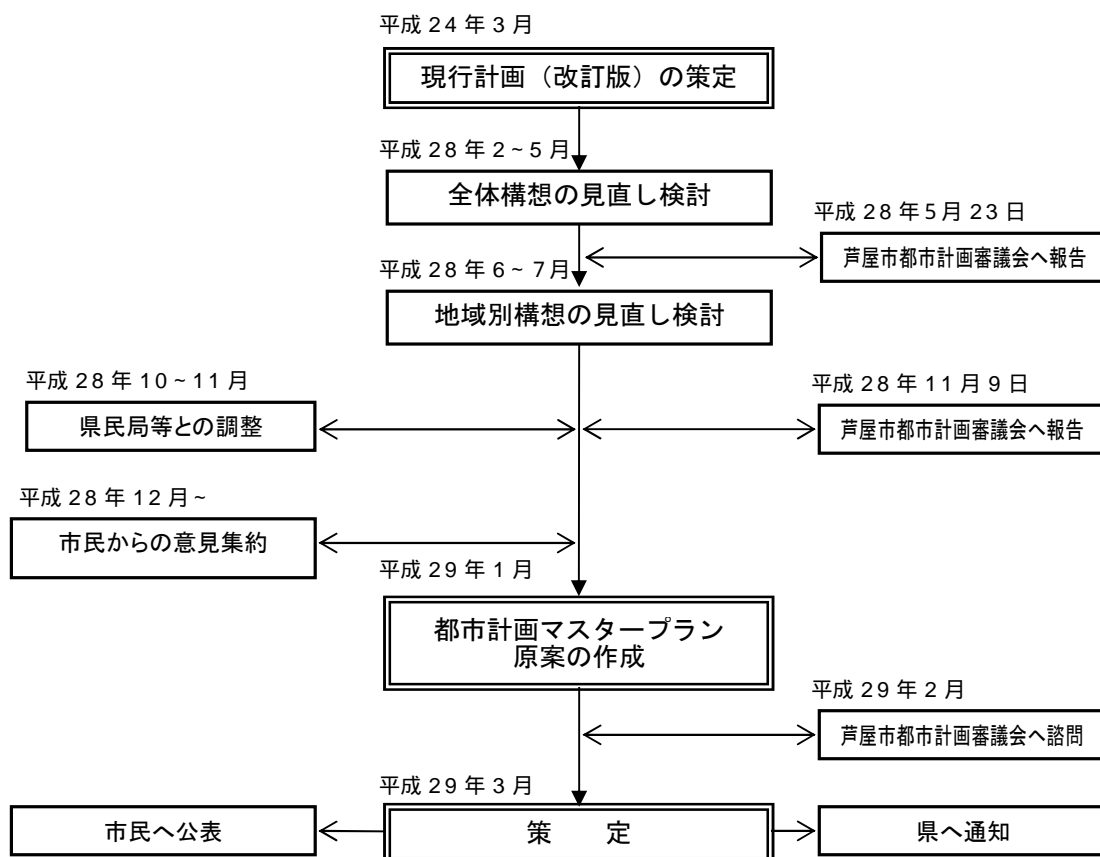 平成24年3月
現行計画（改訂版）の策定
平成28年2~5月
全体構想の見直し検討
平成28年5月23日
芦屋市都市計画審議会へ報告
平成28年6~7月
地域別構想の見直し検討
平成28年10~11月
県民局等との調整
平成28年11月9日
芦屋市都市計画審議会へ報告
平成28年12月~
市民からの意見集約
平成29年1月
都市計画マスタープラン
原案の作成
平成29年2月
芦屋市都市計画審議会へ諮問
平成29年3月
市民へ公表
策　定
県へ通知